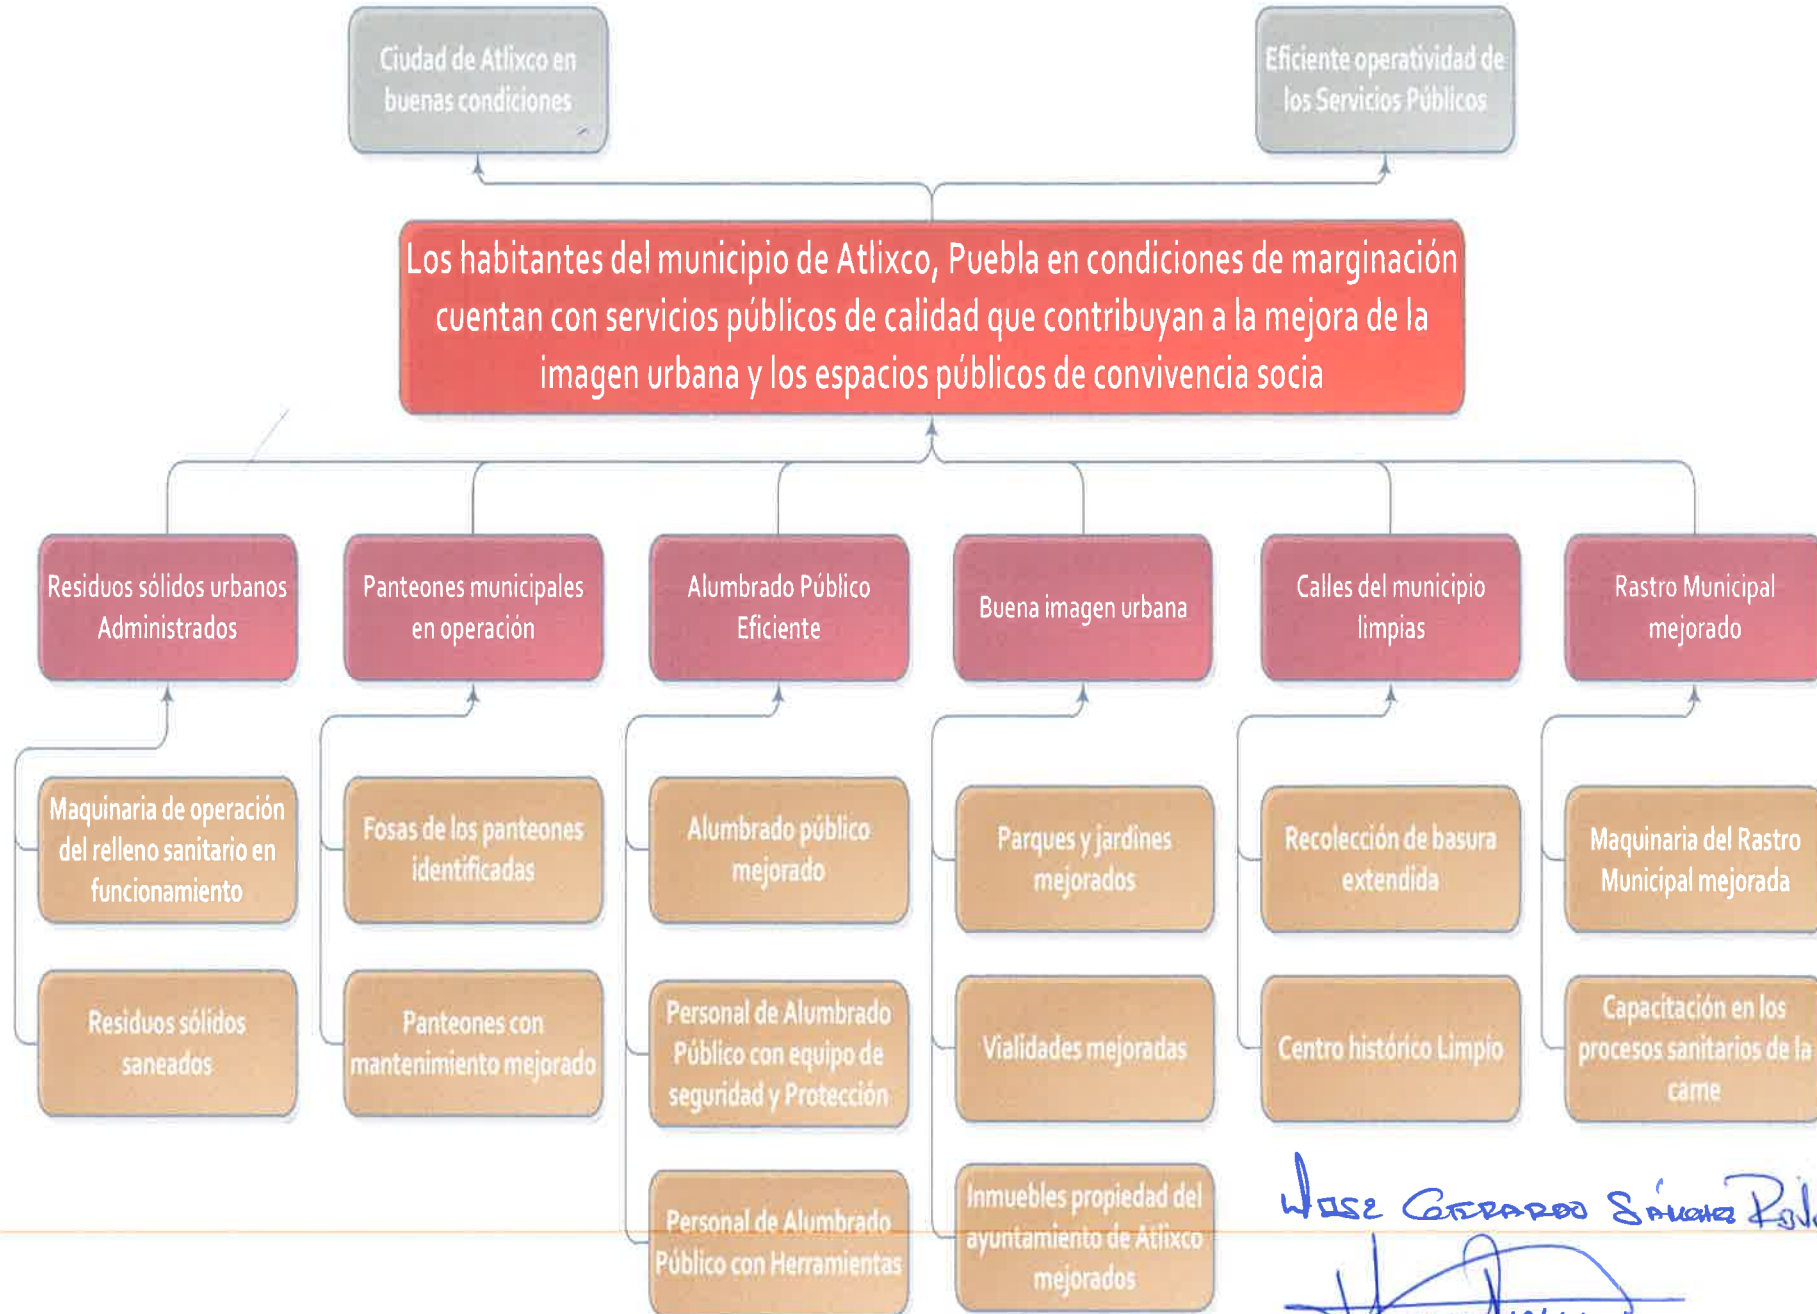 Ciudad de Atlixco en
buenas condiciones
Eficiente operatividad de
los Servicios Públicos
Los habitantes del municipio de Atlixco, Puebla en condiciones de marginación
cuentan con servicios públicos de calidad que contribuyan a la mejora de la
imagen urbana y los espacios públicos de convivencia socia
Residuos sólidos urbanos
Administrados
Panteones municipales
en operación
Alumbrado Público
Eficiente
Buena imagen urbana
Calles del municipio
limpias
Rastro Municipal
mejorado
Maquinaria de operación
del relleno sanitario en
funcionamiento
Fosas de los panteones
identificadas
Alumbrado público
mejorado
Parques y jardines
mejorados
Recolección de basura
extendida
Maquinaria del Rastro
Municipal mejorada
Residuos sólidos
saneados
Panteones con
mantenimiento mejorado
Personal de Alumbrado
Público con equipo de
seguridad y Protección
Vialidades mejoradas
Centro histórico Limpio
Capacitación en los
procesos sanitarios de la
carne
Personal de Alumbrado
Público con Herramientas
Inmuebles propiedad del
ayuntamiento de Atlixco
mejorados
JOSE GERARDO SÁNCHEZ